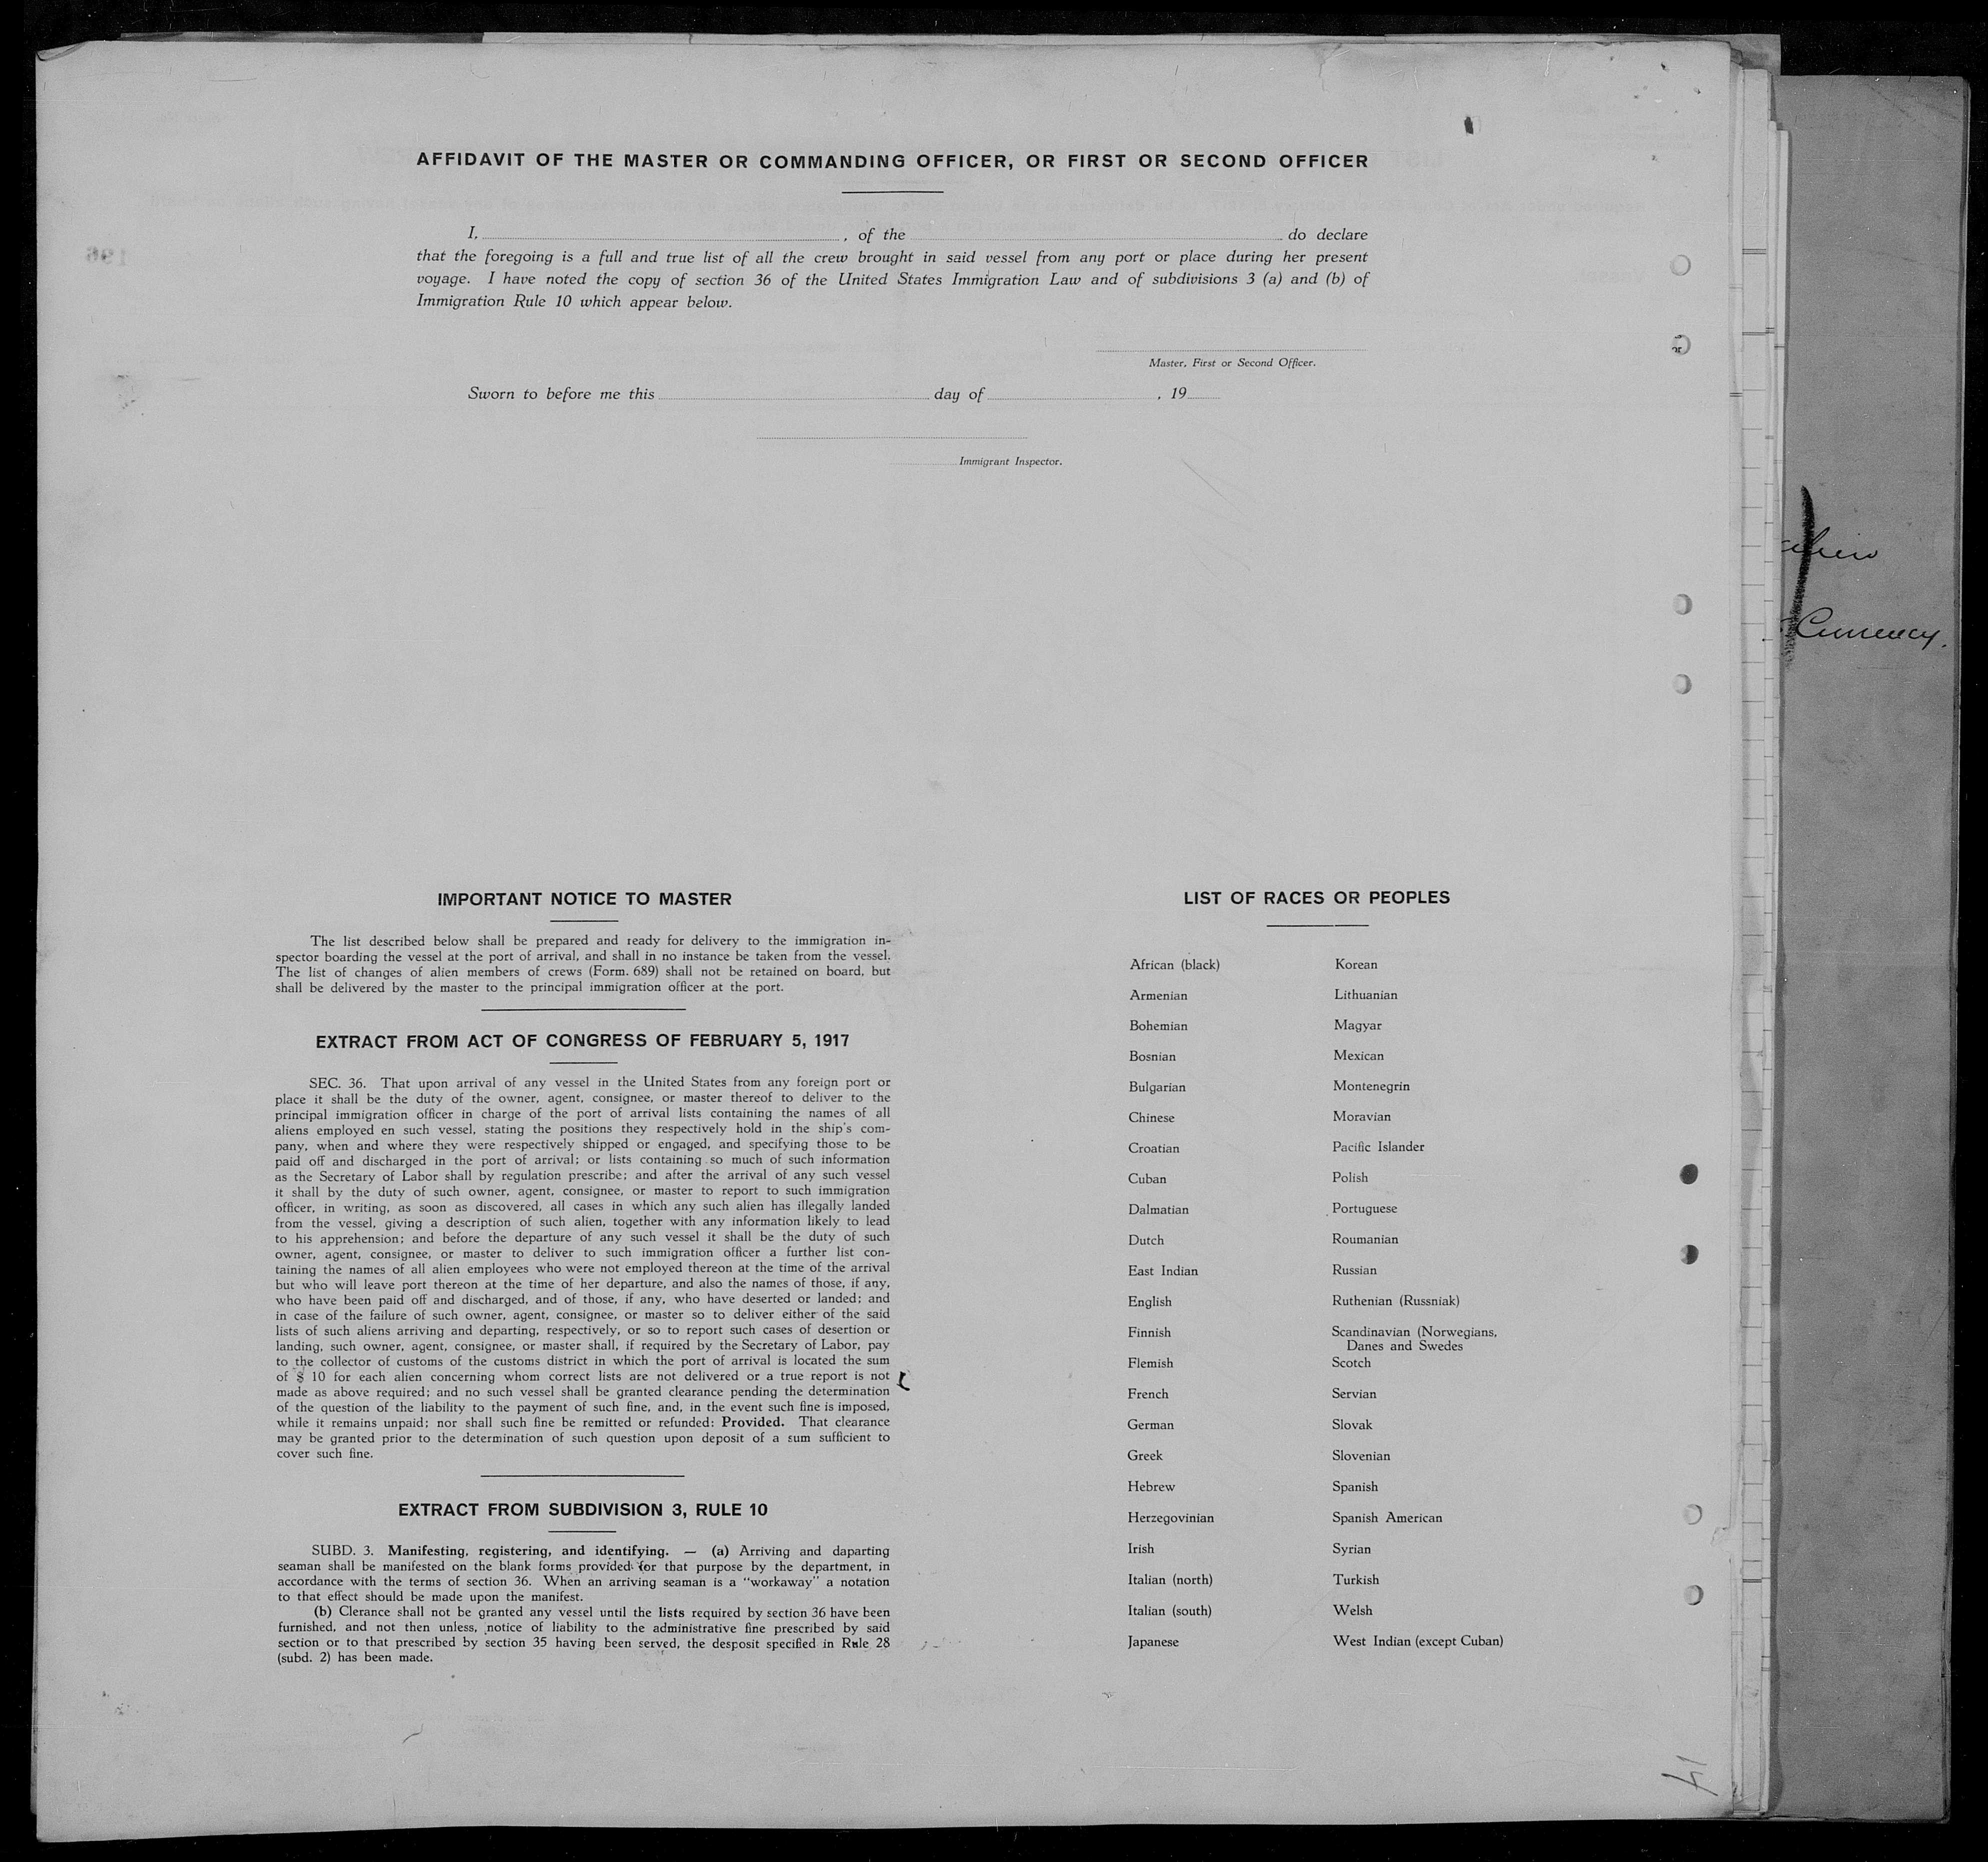 AFFIDAVIT OF THE MASTER OR COMMANDING OFFICER, OR FIRST OR SECOND OFFICER
I, , of the do declare
that the foregoing is a full and true list of all the crew brought in said vessel from any port or place during her present
voyage. I have noted the copy of section 36 of the United States Immigration Law and of subdivisions 3 (a) and (b) of
Immigration Rule 10 which appear below.
Master, First or Second Officer.
Sworn to before me this day of , 19
Immigrant Inspector.
Currency.
IMPORTANT NOTICE TO MASTER
The list described below shall be prepared and ready for delivery to the immigration in-
spector boarding the vessel at the port of arrival, and shall in no instance be taken from the vessel.
The list of changes of alien members of crews (Form. 689) shall not be retained on board, but
shall be delivered by the master to the principal immigration officer at the port.
EXTRACT FROM ACT OF CONGRESS OF FEBRUARY 5, 1917
SEC. 36. That upon arrival of any vessel in the United States from any foreign port or
place it shall be the duty of the owner, agent, consignee, or master thereof to deliver to the
principal immigration officer in charge of the port of arrival lists containing the names of all
aliens employed en such vessel, stating the positions they respectively hold in the ship's com-
pany, when and where they were respectively shipped or engaged, and specifying those to be
paid off and discharged in the port of arrival; or lists containing so much of such information
as the Secretary of Labor shall by regulation prescribe; and after the arrival of any such vessel
it shall by the duty of such owner, agent, consignee, or master to report to such immigration
officer, in writing, as soon as discovered, all cases in which any such alien has illegally landed
from the vessel, giving a description of such alien, together with any information likely to lead
to his apprehension; and before the departure of any such vessel it shall be the duty of such
owner, agent, consignee, or master to deliver to such immigration officer a further list con-
taining the names of all alien employees who were not employed thereon at the time of the arrival
but who will leave port thereon at the time of her departure, and also the names of those, if any,
who have been paid off and discharged, and of those, if any, who have deserted or landed; and
in case of the failure of such owner, agent, consignee, or master so to deliver either of the said
lists of such aliens arriving and departing, respectively, or so to report such cases of desertion or
landing, such owner, agent, consignee, or master shall, if required by the Secretary of Labor, pay
to the collector of customs of the customs district in which the port of arrival is located the sum
of $ 10 for each alien concerning whom correct lists are not delivered or a true report is not
made as above required; and no such vessel shall be granted clearance pending the determination
of the question of the liability to the payment of such fine, and, in the event such fine is imposed,
while it remains unpaid; nor shall such fine be remitted or refunded: Provided. That clearance
may be granted prior to the determination of such question upon deposit of a sum sufficient to
cover such fine.
EXTRACT FROM SUBDIVISION 3, RULE 10
SUBD. 3. Manifesting, registering, and identifying. — (a) Arriving and daparting
seaman shall be manifested on the blank forms provided for that purpose by the department, in
accordance with the terms of section 36. When an arriving seaman is a "workaway" a notation
to that effect should be made upon the manifest.
(b) Clerance shall not be granted any vessel until the lists required by section 36 have been
furnished, and not then unless, notice of liability to the administrative fine prescribed by said
section or to that prescribed by section 35 having been served, the desposit specified in Rule 28
(subd. 2) has been made.
LIST OF RACES OR PEOPLES
African (black) Korean
Armenian Lithuanian
Bohemian Magyar
Bosnian Mexican
Bulgarian Montenegrin
Chinese Moravian
Croatian Pacific Islander
Cuban Polish
Dalmatian Portuguese
Dutch Roumanian
East Indian Russian
English Ruthenian (Russniak)
Finnish Scandinavian (Norwegians,
Danes and Swedes
Flemish Scotch
French Servian
German Slovak
Greek Slovenian
Hebrew Spanish
Herzegovinian Spanish American
Irish Syrian
Italian (north) Turkish
Italian (south) Welsh
Japanese West Indian (except Cuban)